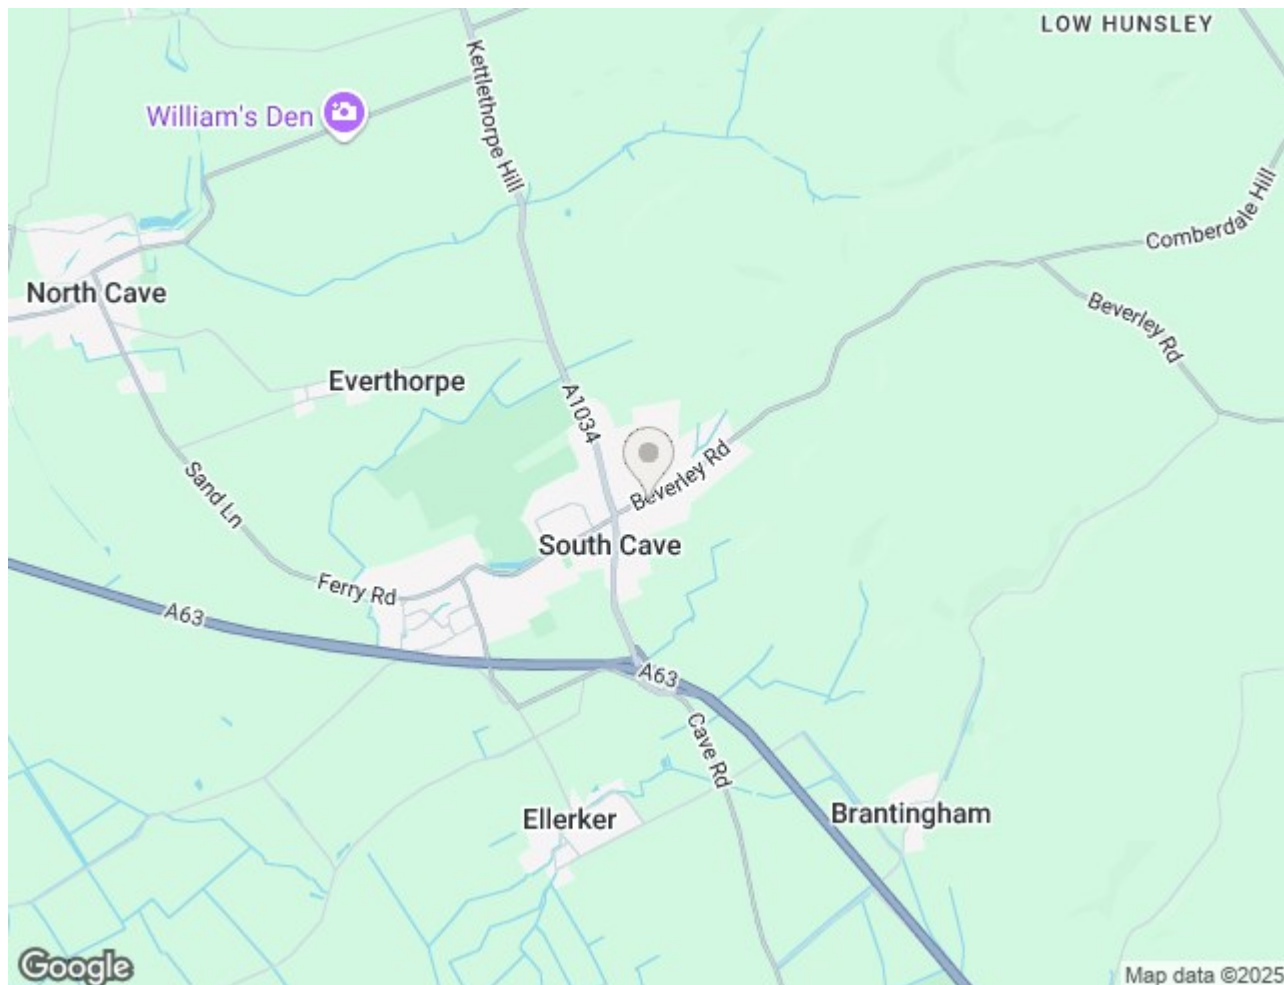 LOW HUNSLEY
Kettlethorpe Hill
William's Den
Comberdale Hill
North Cave
Beverley Rd
Everthorpe
A1034
Beverley Rd
Sand Ln
South Cave
Ferry Rd
A63
A63
Cave Rd
Ellerker
Brantingham
Google
Map data ©2025